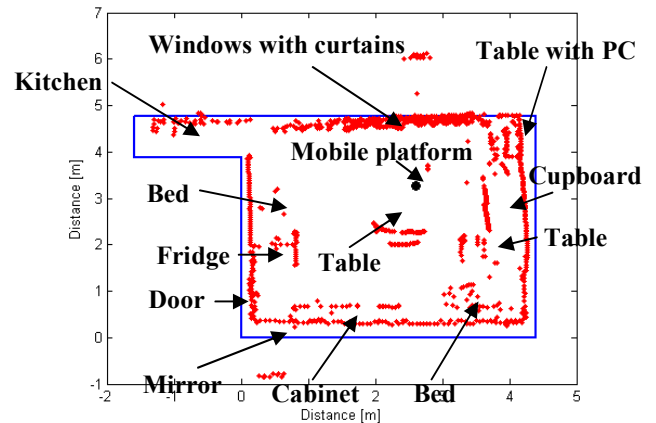 7
6
5
4
3
2
1
0
-1
Distance [m]
Windows with curtains
Table with PC
Kitchen
Mobile platform
Bed
Cupboard
Fridge
Table
Table
Door
Mirror
Cabinet
Bed
-2
-1
0
1
2
3
4
5
Distance [m]